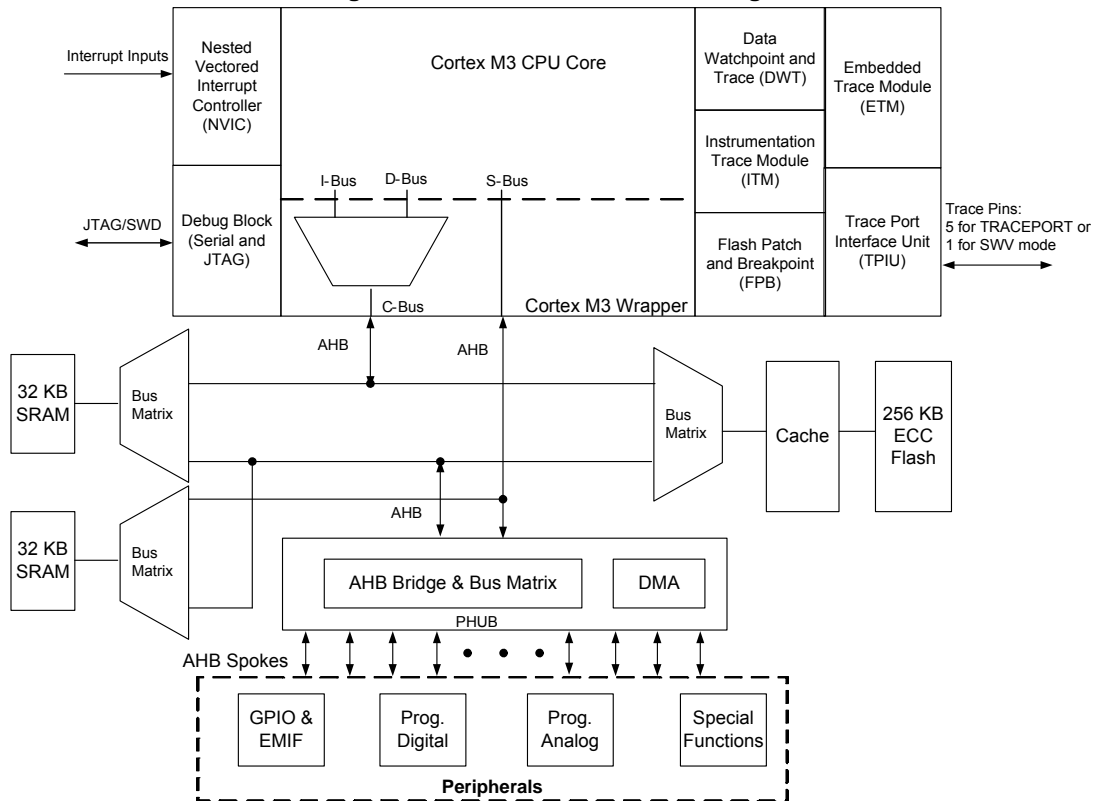 Interrupt Inputs
Nested
Vectored
Interrupt
Controller
(NVIC)
Cortex M3 CPU Core
Data
Watchpoint and
Trace (DWT)
Embedded
Trace Module
(ETM)
Instrumentation
Trace Module
(ITM)
I-Bus
D-Bus
S-Bus
JTAG/SWD
Debug Block
(Serial and
JTAG)
Flash Patch
and Breakpoint
(FPB)
Trace Port
Interface Unit
(TPIU)
Trace Pins:
5 for TRACEPORT or
1 for SWV mode
C-Bus
Cortex M3 Wrapper
AHB
AHB
32 KB
SRAM
Bus
Matrix
Bus
Matrix
Cache
256 KB
ECC
Flash
AHB
32 KB
SRAM
Bus
Matrix
AHB Bridge & Bus Matrix
DMA
PHUB
AHB Spokes
GPIO &
EMIF
Prog.
Digital
Prog.
Analog
Special
Functions
Peripherals